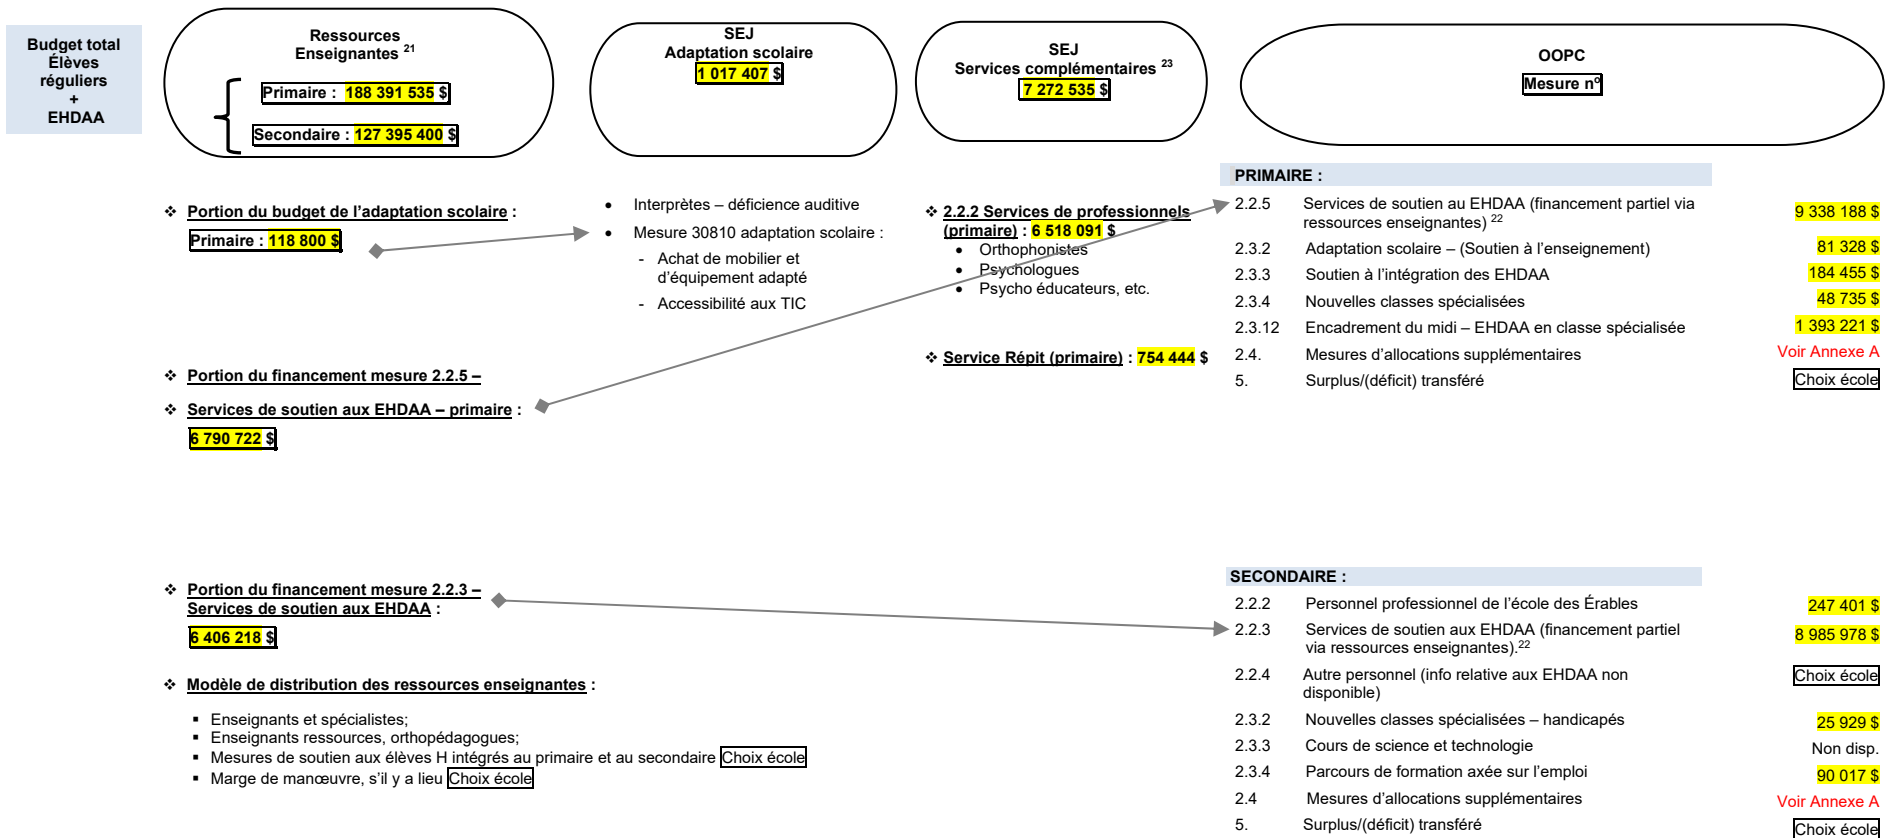 Budget total
Élèves
réguliers
+
EHDAA
Ressources
Enseignantes 21
Primaire : 188 391 535 $
Secondaire : 127 395 400 $
SEJ
Adaptation scolaire
1 017 407 $
SEJ
Services complémentaires 23
7 272 535 $
OOPC
Mesure nº
❖ Portion du budget de l’adaptation scolaire :
Primaire : 118 800 $
❖ Portion du financement mesure 2.2.5 –
❖ Services de soutien aux EHDAA – primaire :
6 790 722 $
❖ Portion du financement mesure 2.2.3 –
Services de soutien aux EHDAA :
6 406 218 $
❖ Modèle de distribution des ressources enseignantes :
▪ Enseignants et spécialistes;
▪ Enseignants ressources, orthopédagogues;
▪ Mesures de soutien aux élèves H intégrés au primaire et au secondaire Choix école
▪ Marge de manœuvre, s’il y a lieu Choix école
• Interprètes – déficience auditive
• Mesure 30810 adaptation scolaire :
- Achat de mobilier et
d’équipement adapté
- Accessibilité aux TIC
❖ 2.2.2 Services de professionnels
(primaire) : 6 518 091 $
• Orthophonistes
• Psychologues
• Psycho éducateurs, etc.
❖ Service Répit (primaire) : 754 444 $
PRIMAIRE :
2.2.5 Services de soutien au EHDAA (financement partiel via
ressources enseignantes) 22 9 338 188 $
2.3.2 Adaptation scolaire – (Soutien à l’enseignement) 81 328 $
2.3.3 Soutien à l’intégration des EHDAA 184 455 $
2.3.4 Nouvelles classes spécialisées 48 735 $
2.3.12 Encadrement du midi – EHDAA en classe spécialisée 1 393 221 $
2.4. Mesures d’allocations supplémentaires Voir Annexe A
5. Surplus/(déficit) transféré Choix école
SECONDAIRE :
2.2.2 Personnel professionnel de l’école des Érables 247 401 $
2.2.3 Services de soutien aux EHDAA (financement partiel
via ressources enseignantes).22 8 985 978 $
2.2.4 Autre personnel (info relative aux EHDAA non
disponible) Choix école
2.3.2 Nouvelles classes spécialisées – handicapés 25 929 $
2.3.3 Cours de science et technologie Non disp.
2.3.4 Parcours de formation axée sur l’emploi 90 017 $
2.4 Mesures d’allocations supplémentaires Voir Annexe A
5. Surplus/(déficit) transféré Choix école